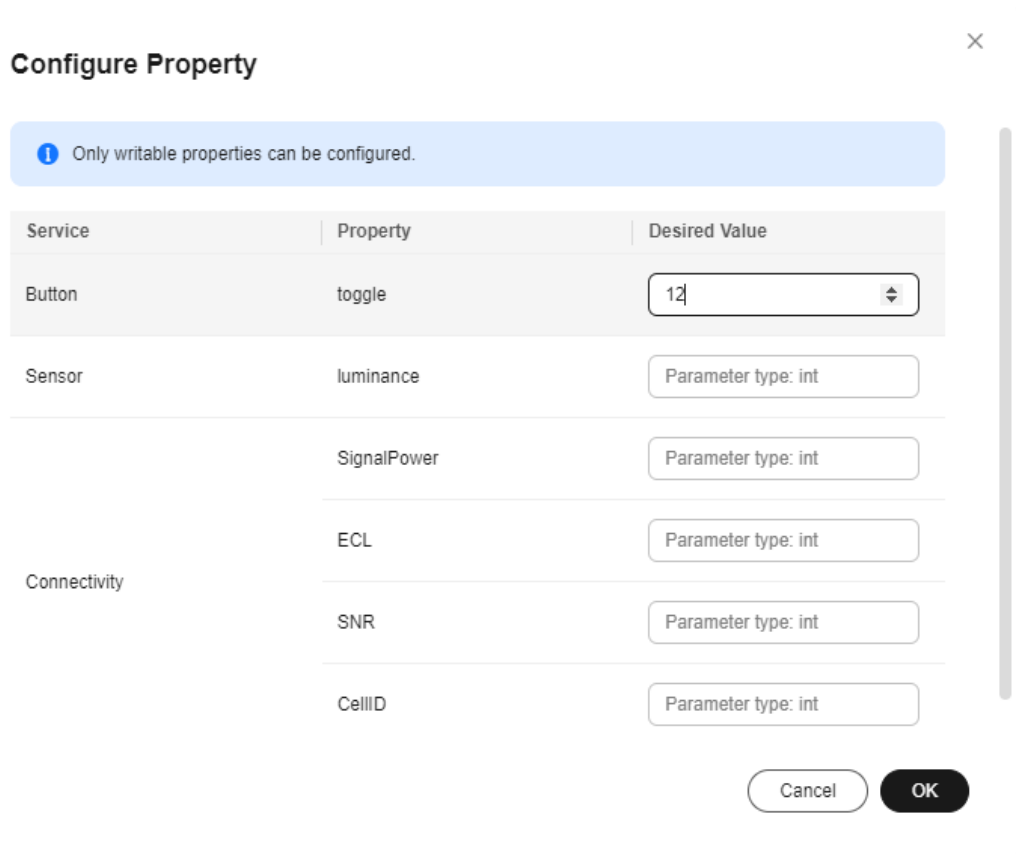 Configure Property
Only writable properties can be configured.
Service Property Desired Value
Button toggle 12
Sensor luminance Parameter type: int
SignalPower Parameter type: int
ECL Parameter type: int
Connectivity
SNR Parameter type: int
CellID Parameter type: int
Cancel OK